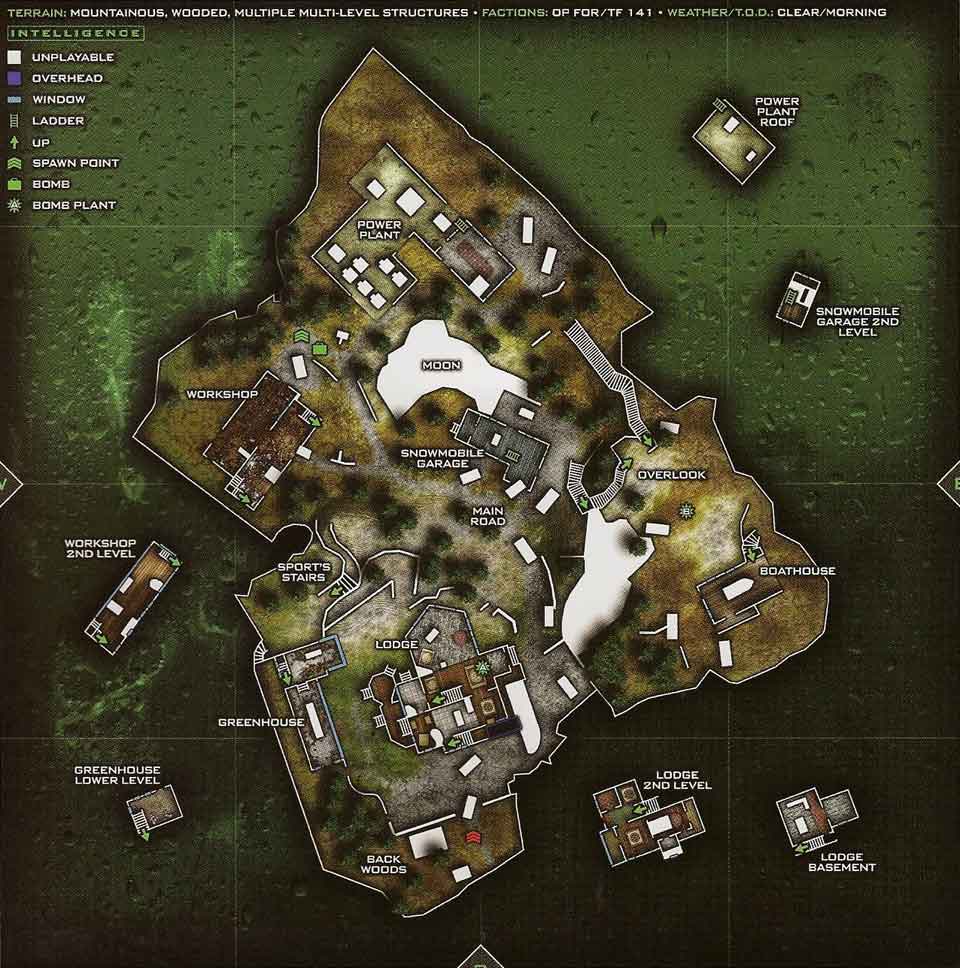 TERRAIN: MOUNTAINOUS, WOODED, MULTIPLE MULTI-LEVEL STRUCTURES • FACTIONS: OP FOR/TF 141 • WEATHER/T.O.D.: CLEAR/MORNING
INTELLIGENCE
UNPLAYABLE
OVERHEAD
WINDOW
LADDER
UP
SPAWN POINT
BOMB
A BOMB PLANT
POWER
PLANT
ROOF
POWER
PLANT
SNOWMOBILE
GARAGE 2ND
LEVEL
MOON
WORKSHOP
SNOWMOBILE
GARAGE
OVERLOOK
MAIN
ROAD
B
WORKSHOP
2ND LEVEL
SPORT'S
STAIRS
BOATHOUSE
LODGE
A
GREENHOUSE
GREENHOUSE
LOWER LEVEL
LODGE
2ND LEVEL
BACK
WOODS
LODGE
BASEMENT